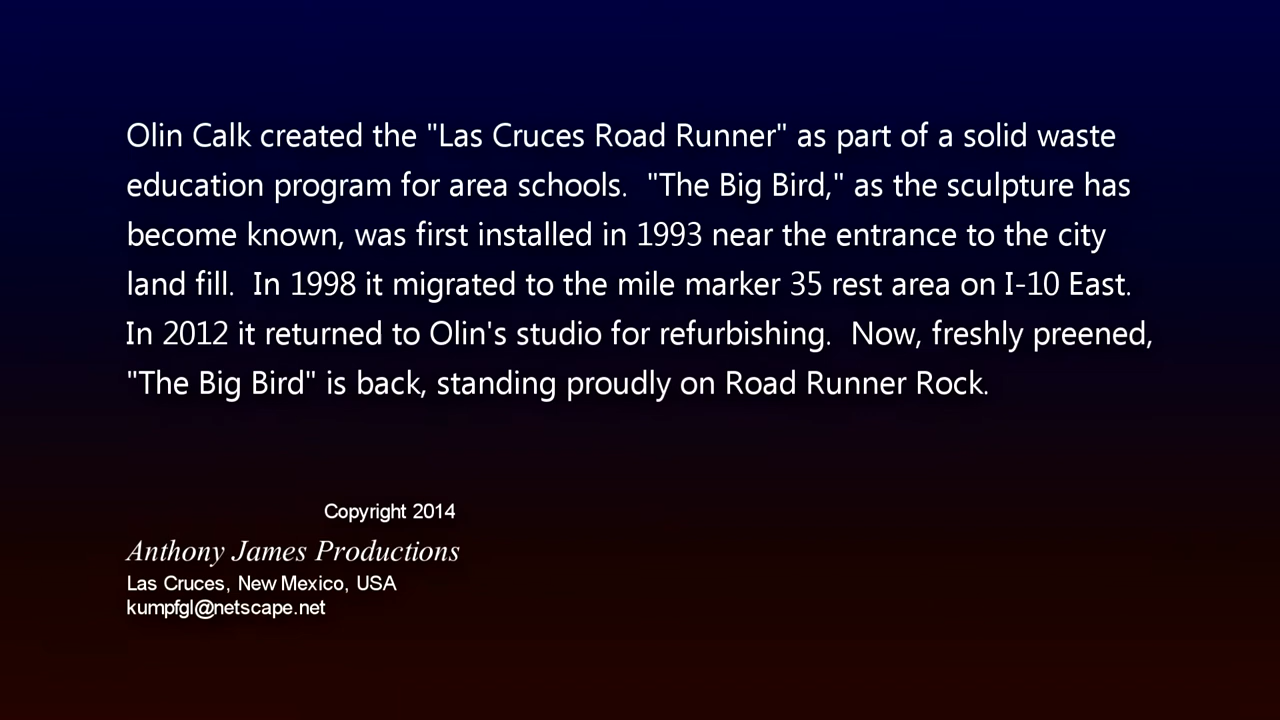 Olin Calk created the "Las Cruces Road Runner" as part of a solid waste
education program for area schools.  "The Big Bird," as the sculpture has
become known, was first installed in 1993 near the entrance to the city
land fill.  In 1998 it migrated to the mile marker 35 rest area on I-10 East.
In 2012 it returned to Olin's studio for refurbishing.  Now, freshly preened,
"The Big Bird" is back, standing proudly on Road Runner Rock.
Copyright 2014
Anthony James Productions
Las Cruces, New Mexico, USA
kumpfgl@netscape.net